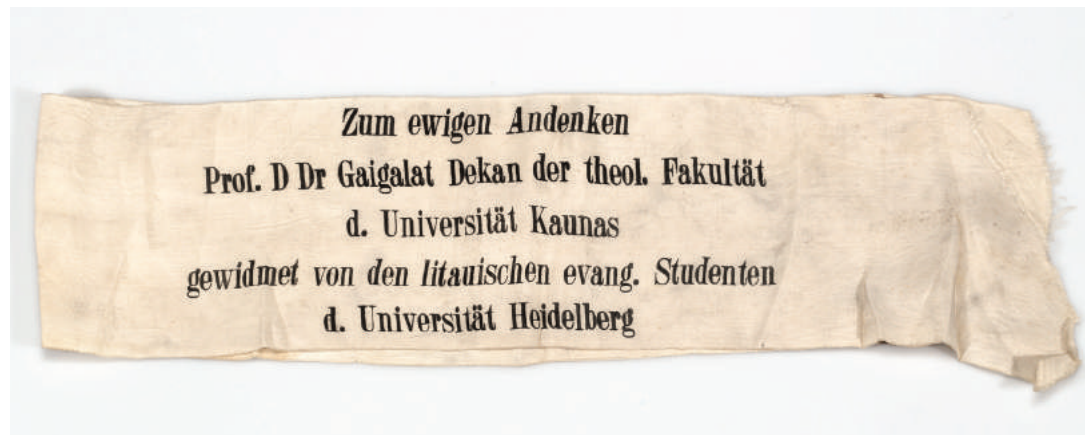 Zum ewigen Andenken
Prof. D Dr Gaigalat Dekan der theol. Fakultät
d. Universität Kaunas
gewidmet von den litauischen evang. Studenten
d. Universität Heidelberg